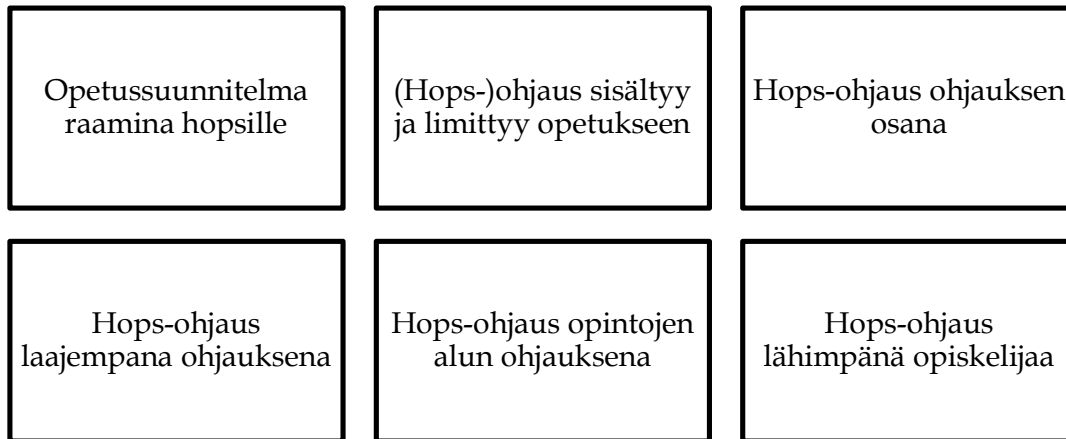 Opetussuunnitelma
raamina hopsille
(Hops-)ohjaus sisältyy
ja limittyy opetukseen
Hops-ohjaus ohjauksen
osana
Hops-ohjaus
laajempana ohjauksena
Hops-ohjaus opintojen
alun ohjauksena
Hops-ohjaus
lähimpänä opiskelijaa